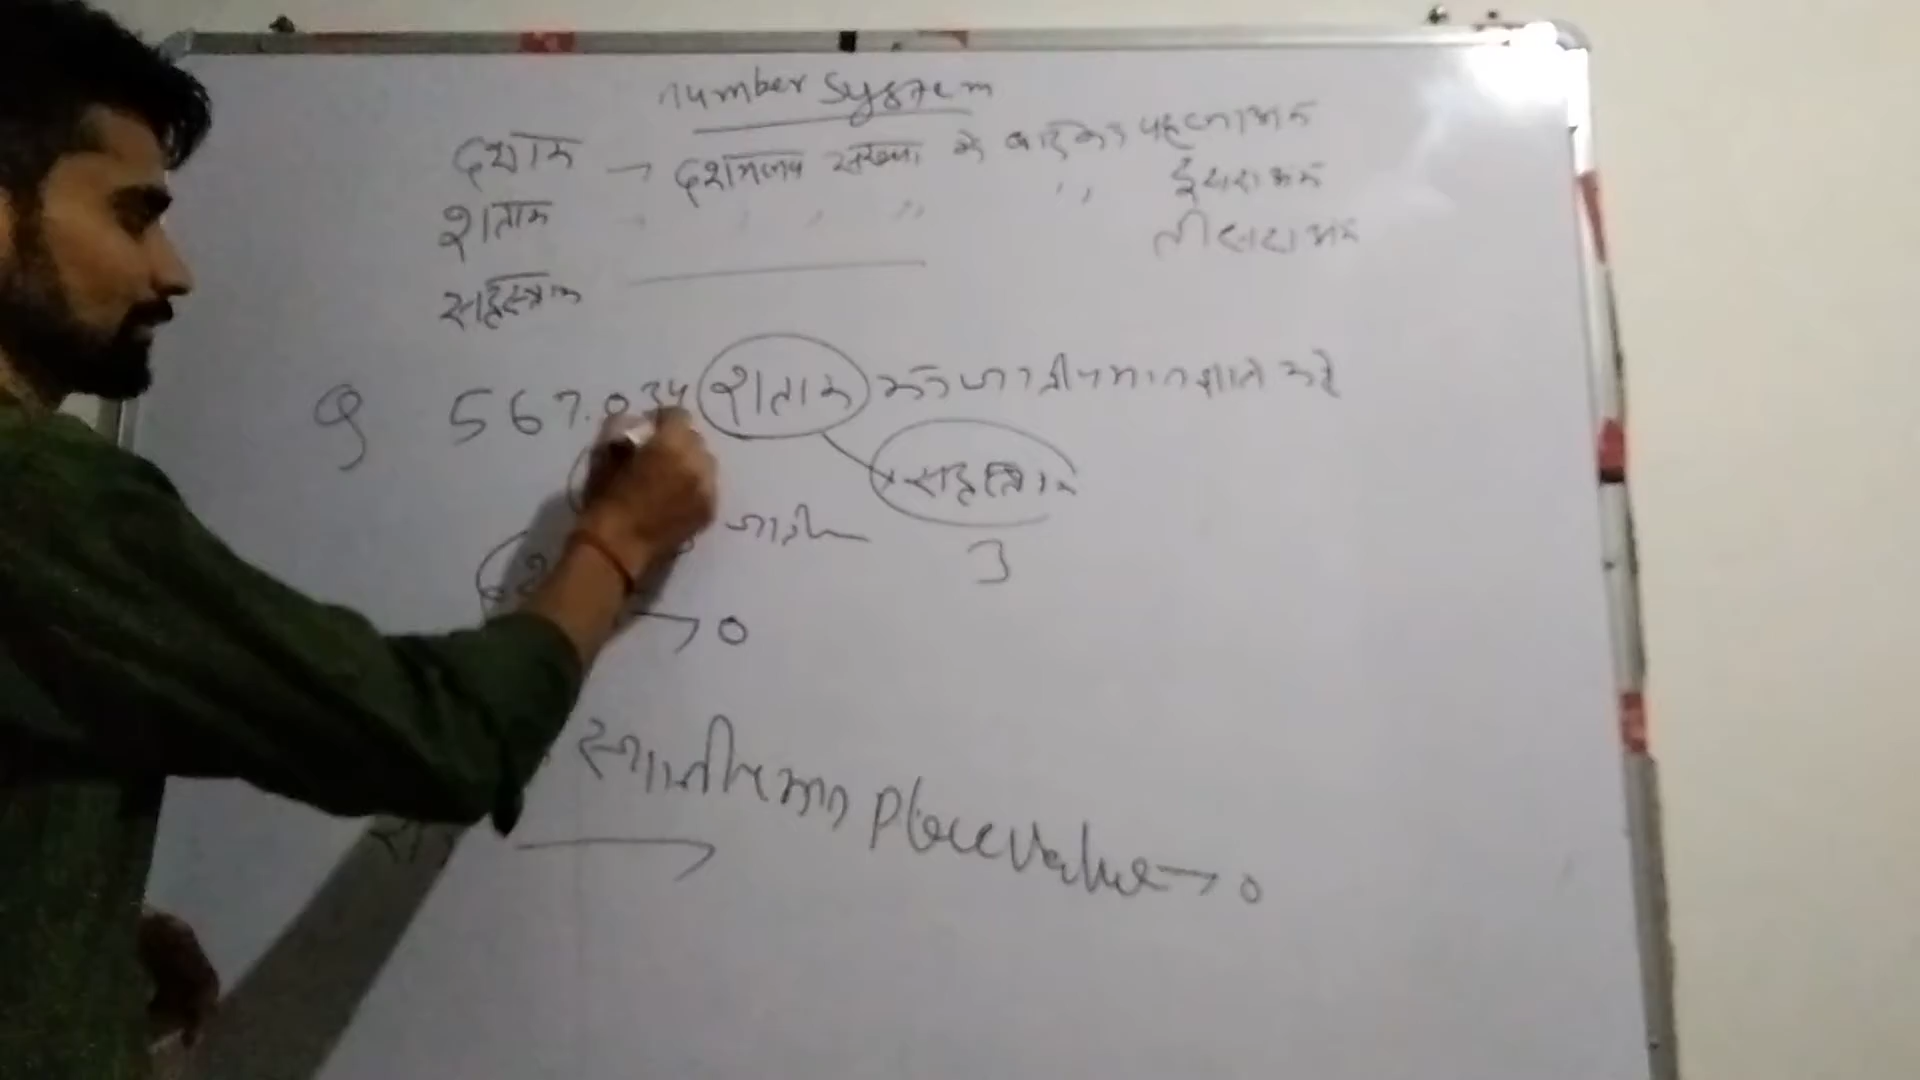 number system
दशांक → दशमलव संख्या के बाद का पहला अंक
शतांक " " " " " दूसरा अंक
सहस्त्रांक तीसरा अंक
Q 567.034 शतांक का जातीय मान ज्ञात करे
सहस्त्रांक
जातीय
3
→ 0
स्थानीय मान Place Value → 0